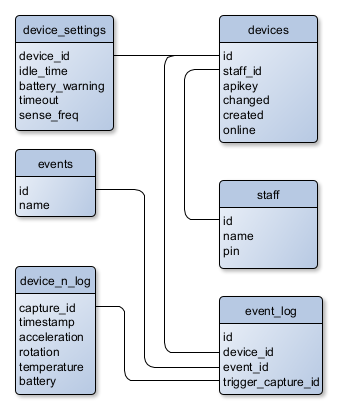 device_settings
device_id
idle_time
battery_warning
timeout
sense_freq
devices
id
staff_id
apikey
changed
created
online
events
id
name
staff
id
name
pin
device_n_log
capture_id
timestamp
acceleration
rotation
temperature
battery
event_log
id
device_id
event_id
trigger_capture_id